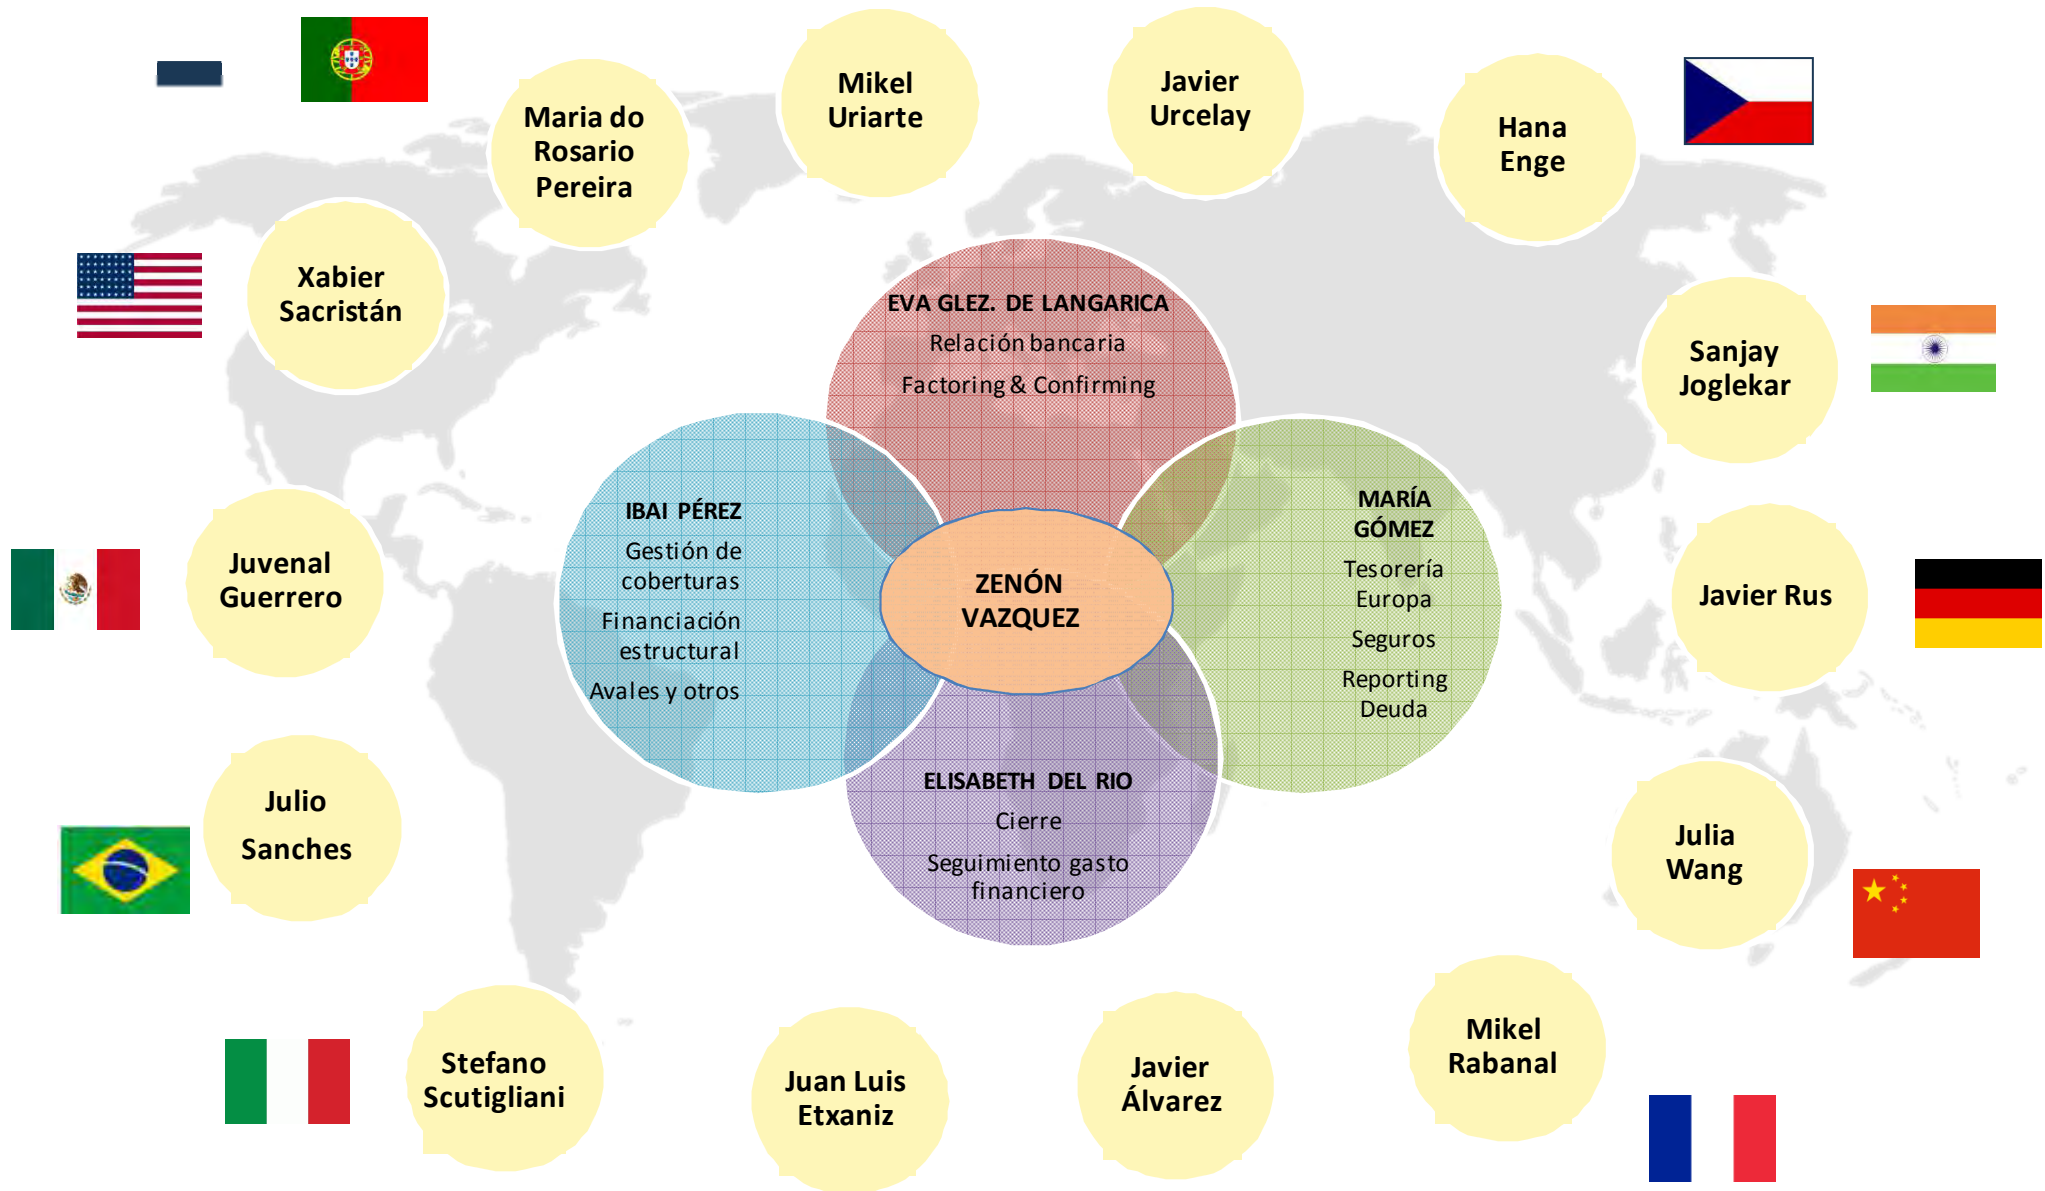 Maria do
Rosario
Pereira
Mikel
Uriarte
Javier
Urcelay
Hana
Enge
Xabier
Sacristán
Sanjay
Joglekar
EVA GLEZ. DE LANGARICA
Relación bancaria
Factoring & Confirming
IBAI PÉREZ
Gestión de
coberturas
Financiación
estructural
Avales y otros
ZENÓN
VAZQUEZ
MARÍA
GÓMEZ
Tesorería
Europa
Seguros
Reporting
Deuda
ELISABETH DEL RIO
Cierre
Seguimiento gasto
financiero
Juvenal
Guerrero
Javier Rus
Julio
Sanches
Julia
Wang
Stefano
Scutigliani
Juan Luis
Etxaniz
Javier
Álvarez
Mikel
Rabanal